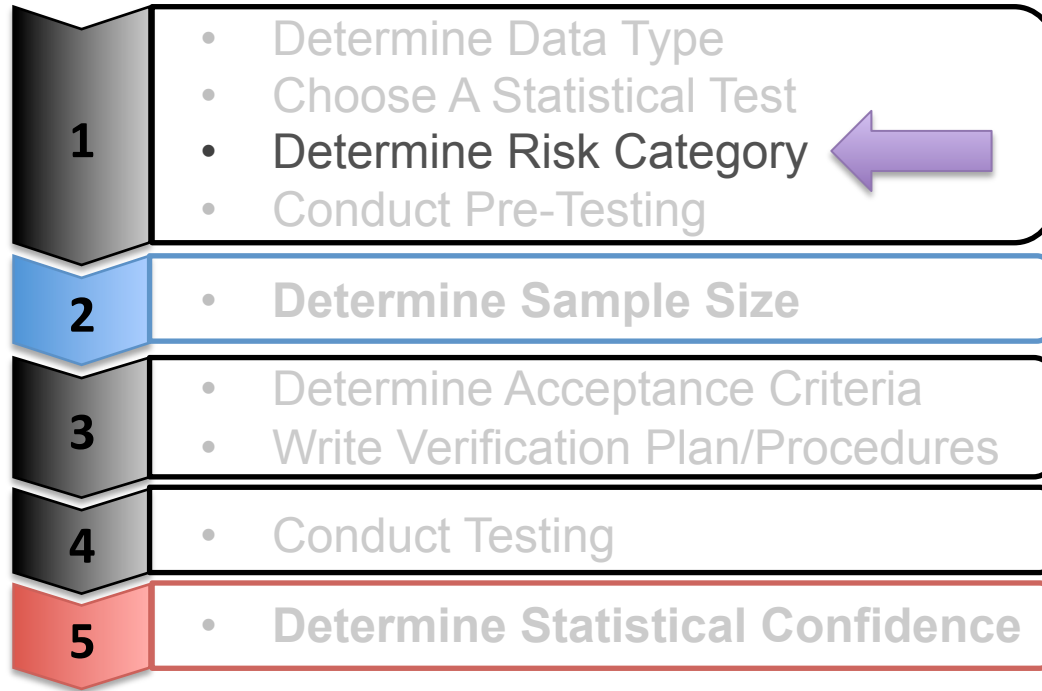 1
• Determine Data Type
• Choose A Statistical Test
• Determine Risk Category
• Conduct Pre-Testing
2
• Determine Sample Size
3
• Determine Acceptance Criteria
• Write Verification Plan/Procedures
4
• Conduct Testing
5
• Determine Statistical Confidence